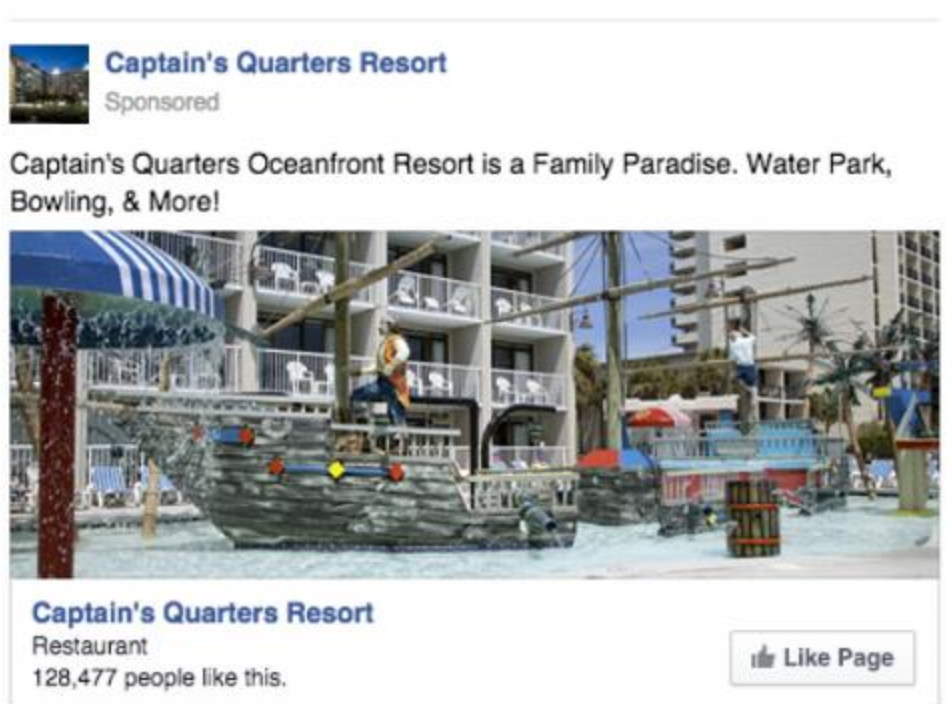 Captain's Quarters Resort
Sponsored
Captain's Quarters Oceanfront Resort is a Family Paradise. Water Park,
Bowling, & More!
Captain's Quarters Resort
Restaurant
128,477 people like this.
Like Page